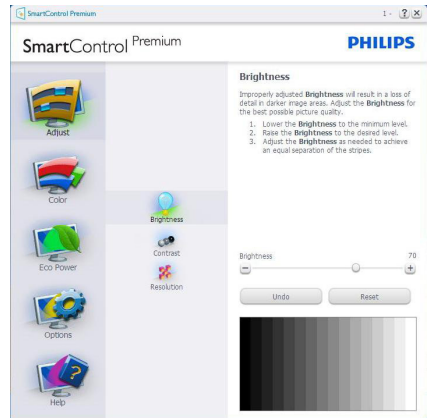 SmartControl Premium
1 -
?
X
SmartControl Premium
PHILIPS
Adjust
Color
Eco Power
Options
?
Help
Brightness
Contrast
Resolution
Brightness
Improperly adjusted Brightness will result in a loss of
detail in darker image areas. Adjust the Brightness for
the best possible picture quality.
1. Lower the Brightness to the minimum level.
2. Raise the Brightness to the desired level.
3. Adjust the Brightness as needed to achieve
an equal separation of the stripes.
Brightness 70
Undo Reset